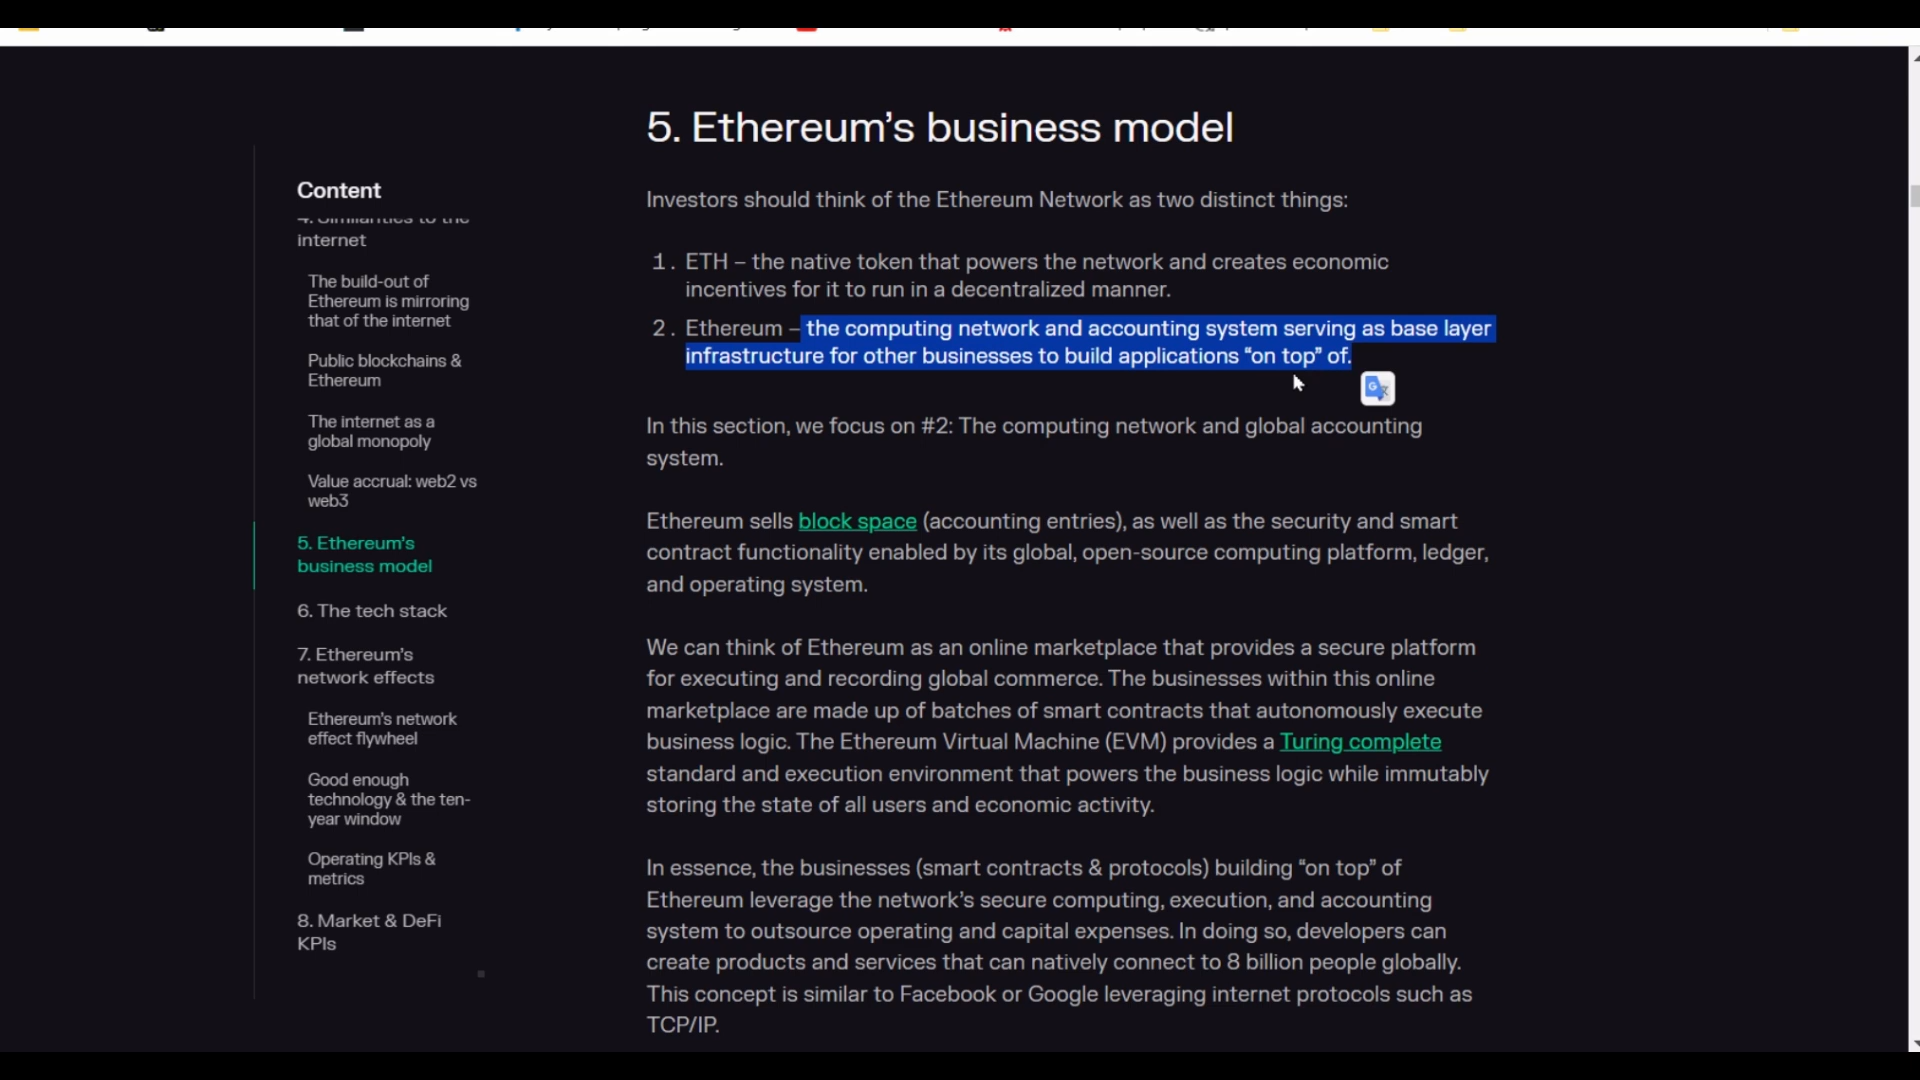 5. Ethereum's business model
Content
internet
The build-out of
Ethereum is mirroring
that of the internet
Public blockchains &
Ethereum
The internet as a
global monopoly
Value accrual: web2 vs
web3
5. Ethereum's
business model
6. The tech stack
7. Ethereum's
network effects
Ethereum's network
effect flywheel
Good enough
technology & the ten-
year window
Operating KPIs &
metrics
8. Market & DeFi
KPIs
Investors should think of the Ethereum Network as two distinct things:
1. ETH – the native token that powers the network and creates economic
incentives for it to run in a decentralized manner.
2. Ethereum – the computing network and accounting system serving as base layer
infrastructure for other businesses to build applications “on top” of.
In this section, we focus on #2: The computing network and global accounting
system.
Ethereum sells block space (accounting entries), as well as the security and smart
contract functionality enabled by its global, open-source computing platform, ledger,
and operating system.
We can think of Ethereum as an online marketplace that provides a secure platform
for executing and recording global commerce. The businesses within this online
marketplace are made up of batches of smart contracts that autonomously execute
business logic. The Ethereum Virtual Machine (EVM) provides a Turing complete
standard and execution environment that powers the business logic while immutably
storing the state of all users and economic activity.
In essence, the businesses (smart contracts & protocols) building “on top” of
Ethereum leverage the network's secure computing, execution, and accounting
system to outsource operating and capital expenses. In doing so, developers can
create products and services that can natively connect to 8 billion people globally.
This concept is similar to Facebook or Google leveraging internet protocols such as
TCP/IP.